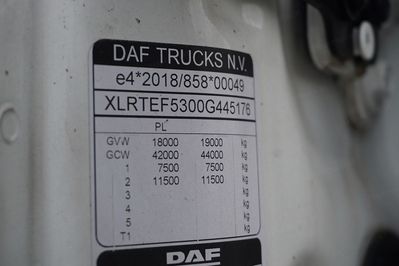 DAF TRUCKS N.V.
e4*2018/858*00049
XLRTEF5300G445176
PL
GVW 18000 19000 kg
GCW 42000 44000 kg
1 7500 7500 kg
2 11500 11500 kg
3 kg
4 kg
5 kg
T1 kg
DAF